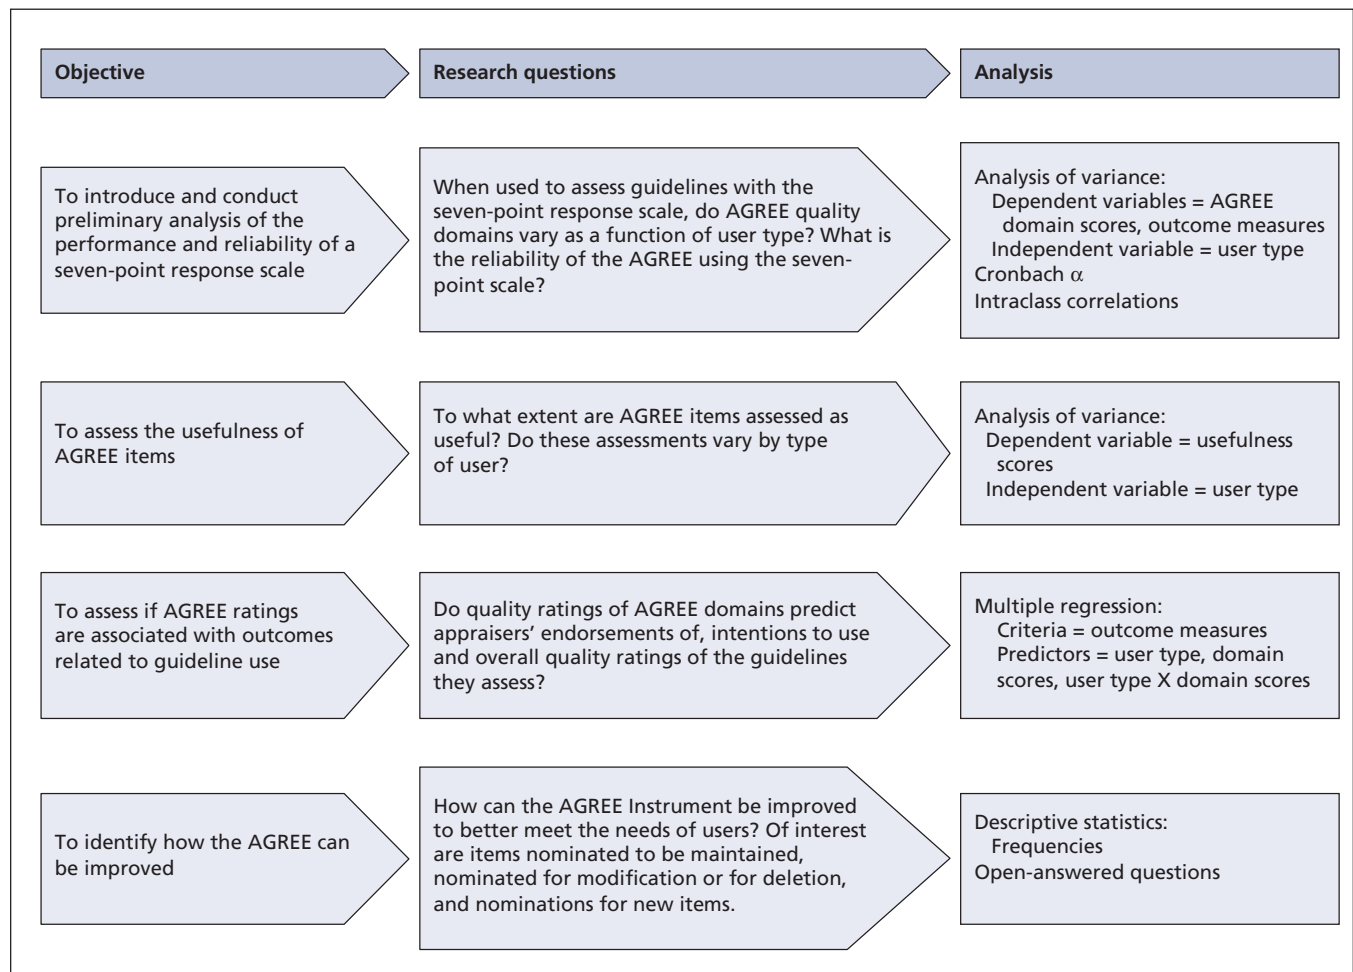 Objective
Research questions
Analysis
To introduce and conduct
preliminary analysis of the
performance and reliability of a
seven-point response scale
When used to assess guidelines with the
seven-point response scale, do AGREE quality
domains vary as a function of user type? What is
the reliability of the AGREE using the seven-
point scale?
Analysis of variance:
Dependent variables = AGREE
domain scores, outcome measures
Independent variable = user type
Cronbach α
Intraclass correlations
To assess the usefulness of
AGREE items
To what extent are AGREE items assessed as
useful? Do these assessments vary by type
of user?
Analysis of variance:
Dependent variable = usefulness
scores
Independent variable = user type
To assess if AGREE ratings
are associated with outcomes
related to guideline use
Do quality ratings of AGREE domains predict
appraisers’ endorsements of, intentions to use
and overall quality ratings of the guidelines
they assess?
Multiple regression:
Criteria = outcome measures
Predictors = user type, domain
scores, user type X domain scores
To identify how the AGREE can
be improved
How can the AGREE Instrument be improved
to better meet the needs of users? Of interest
are items nominated to be maintained,
nominated for modification or for deletion,
and nominations for new items.
Descriptive statistics:
Frequencies
Open-answered questions